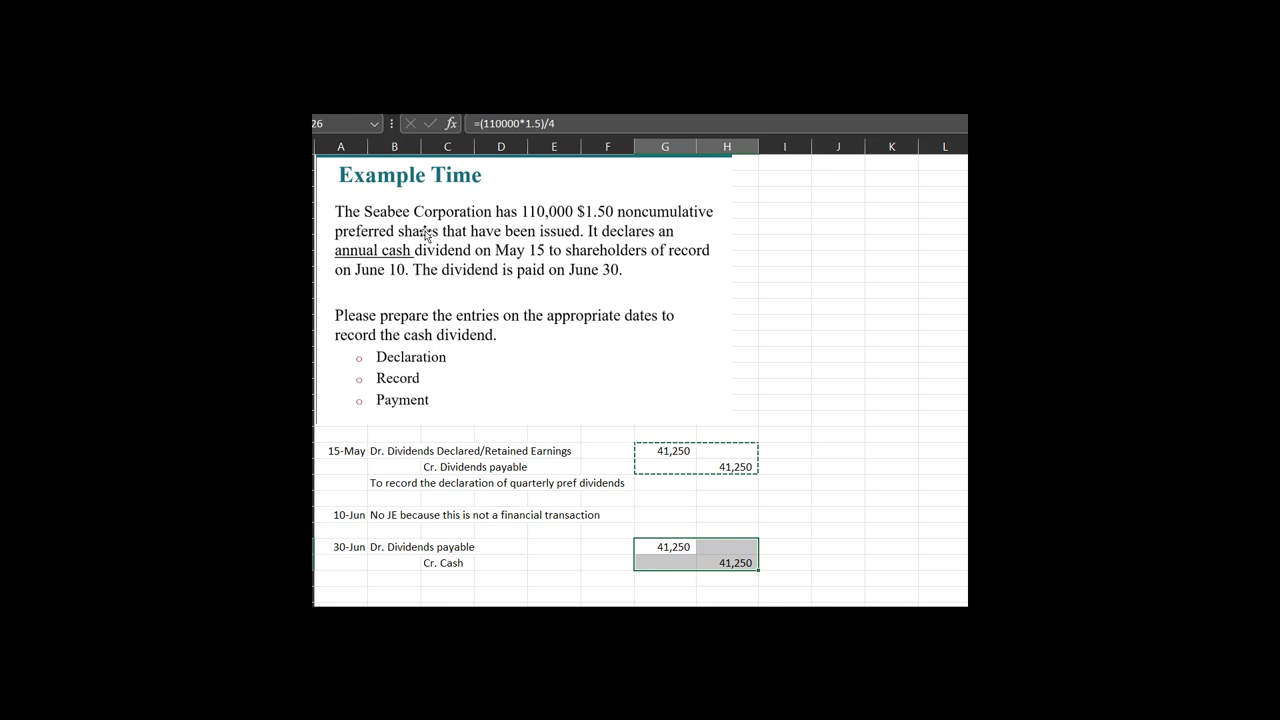 26 fx =(110000*1.5)/4
A B C D E F G H I J K L
Example Time
The Seabee Corporation has 110,000 $1.50 noncumulative
preferred shares that have been issued. It declares an
annual cash dividend on May 15 to shareholders of record
on June 10. The dividend is paid on June 30.
Please prepare the entries on the appropriate dates to
record the cash dividend.
o Declaration
o Record
o Payment
15-May Dr. Dividends Declared/Retained Earnings 41,250
Cr. Dividends payable 41,250
To record the declaration of quarterly pref dividends
10-Jun No JE because this is not a financial transaction
30-Jun Dr. Dividends payable 41,250
Cr. Cash 41,250